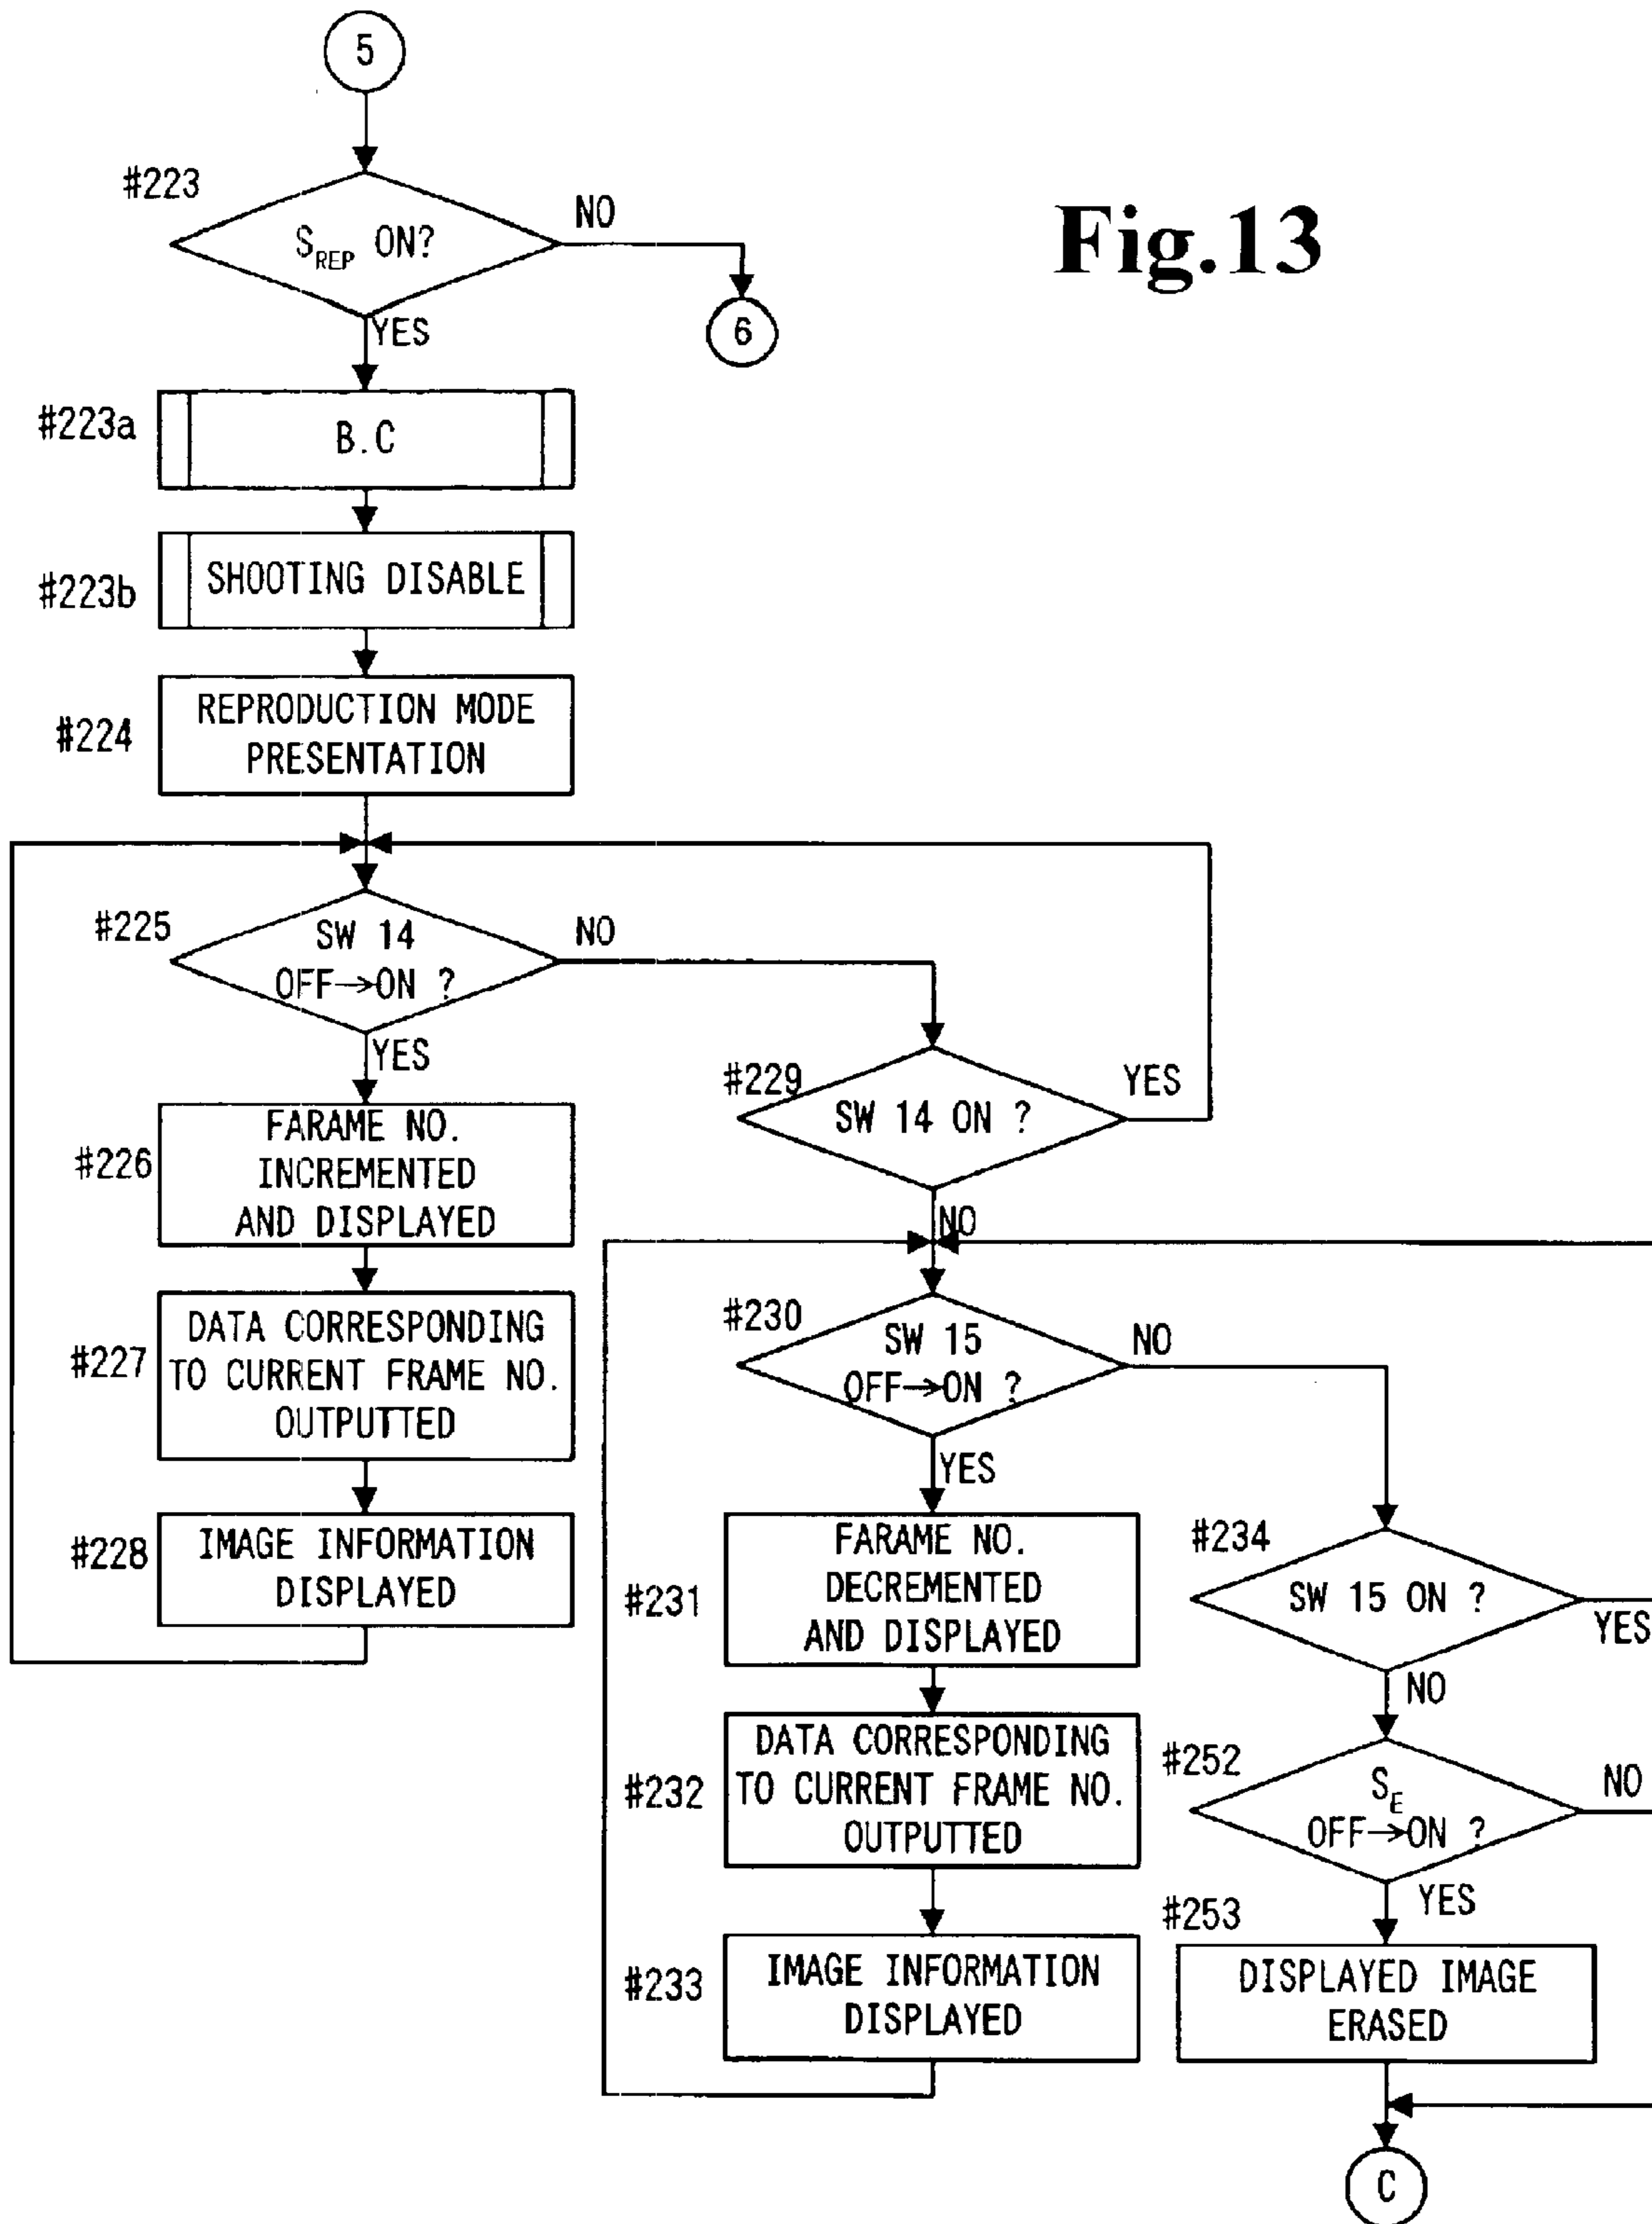 5
Fig.13
#223
S_REP ON?
NO
6
YES
#223a
B.C
#223b
SHOOTING DISABLE
#224
REPRODUCTION MODE
PRESENTATION
#225
SW 14
OFF→ON ?
NO
YES
#226
FARAME NO.
INCREMENTED
AND DISPLAYED
#227
DATA CORRESPONDING
TO CURRENT FRAME NO.
OUTPUTTED
#228
IMAGE INFORMATION
DISPLAYED
#229
SW 14 ON ?
YES
NO
#230
SW 15
OFF→ON ?
NO
YES
#231
FARAME NO.
DECREMENTED
AND DISPLAYED
#232
DATA CORRESPONDING
TO CURRENT FRAME NO.
OUTPUTTED
#233
IMAGE INFORMATION
DISPLAYED
#234
SW 15 ON ?
YES
NO
#252
S_E
OFF→ON ?
NO
YES
#253
DISPLAYED IMAGE
ERASED
C